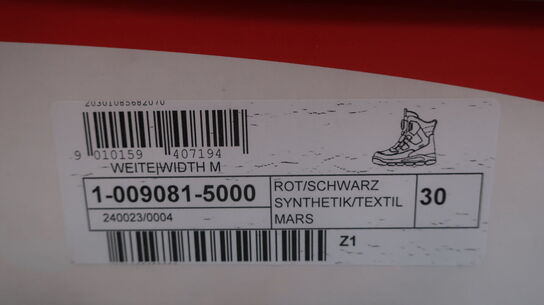 20301085682070
9 010159 407194
WEITE|WIDTH M
1-009081-5000
240023/0004
ROT/SCHWARZ
SYNTHETIK/TEXTIL
MARS
30
Z1